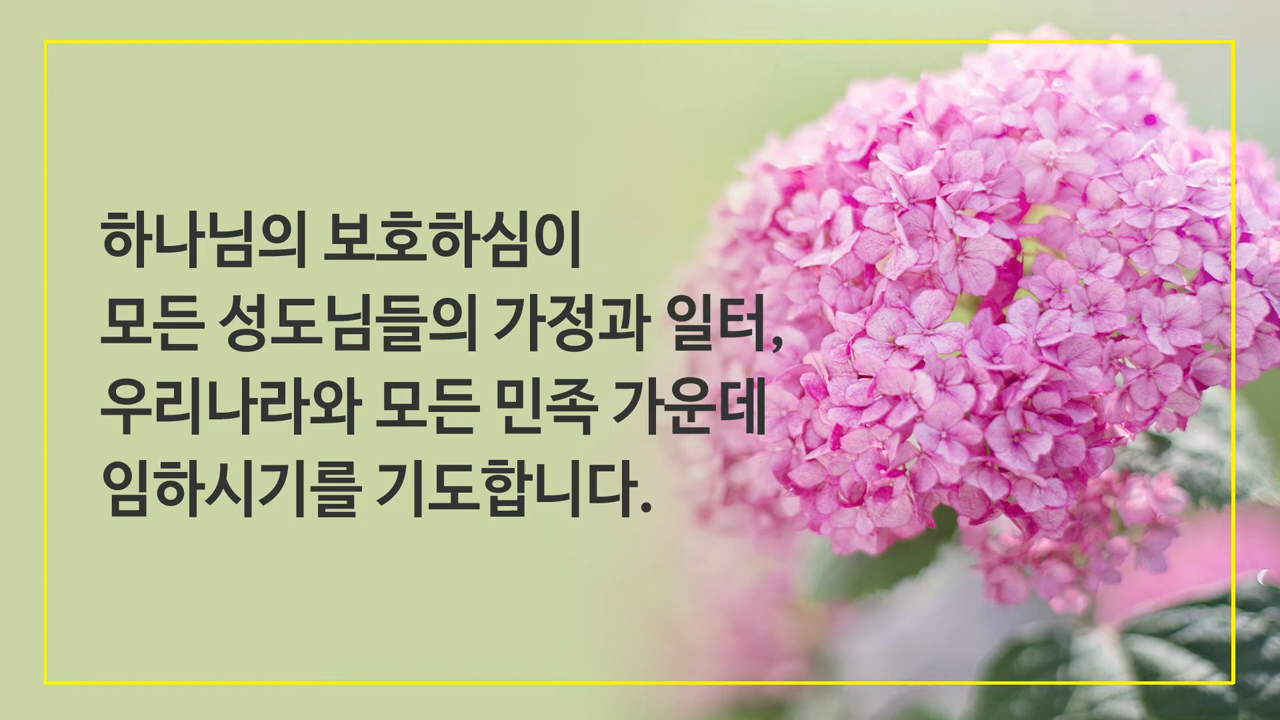 하나님의 보호하심이
모든 성도님들의 가정과 일터,
우리나라와 모든 민족 가운데
임하시기를 기도합니다.